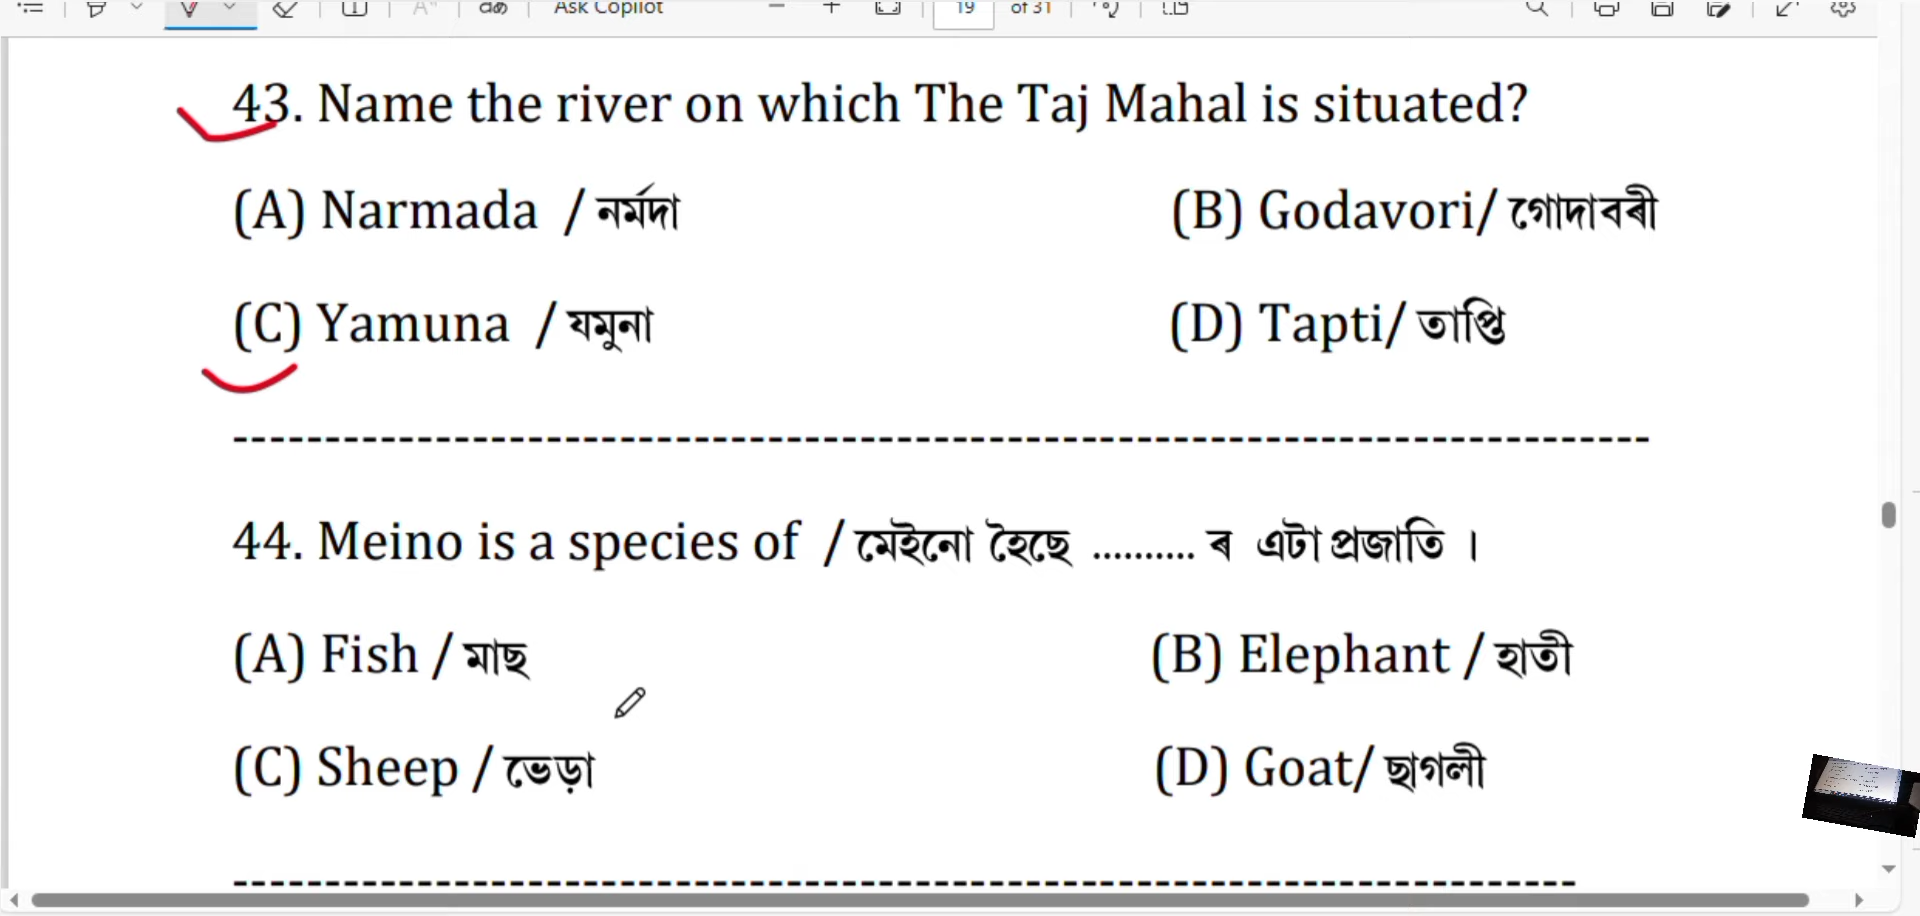 Ask Copilot
19 of 31
43. Name the river on which The Taj Mahal is situated?
(A) Narmada / নৰ্মদা (B) Godavori/ গোদাবৰী
(C) Yamuna / যমুনা (D) Tapti/ তাপ্তি
44. Meino is a species of / মেইনো হৈছে .......... ৰ এটা প্ৰজাতি ।
(A) Fish / মাছ (B) Elephant / হাতী
(C) Sheep / ভেড়া (D) Goat/ ছাগলী